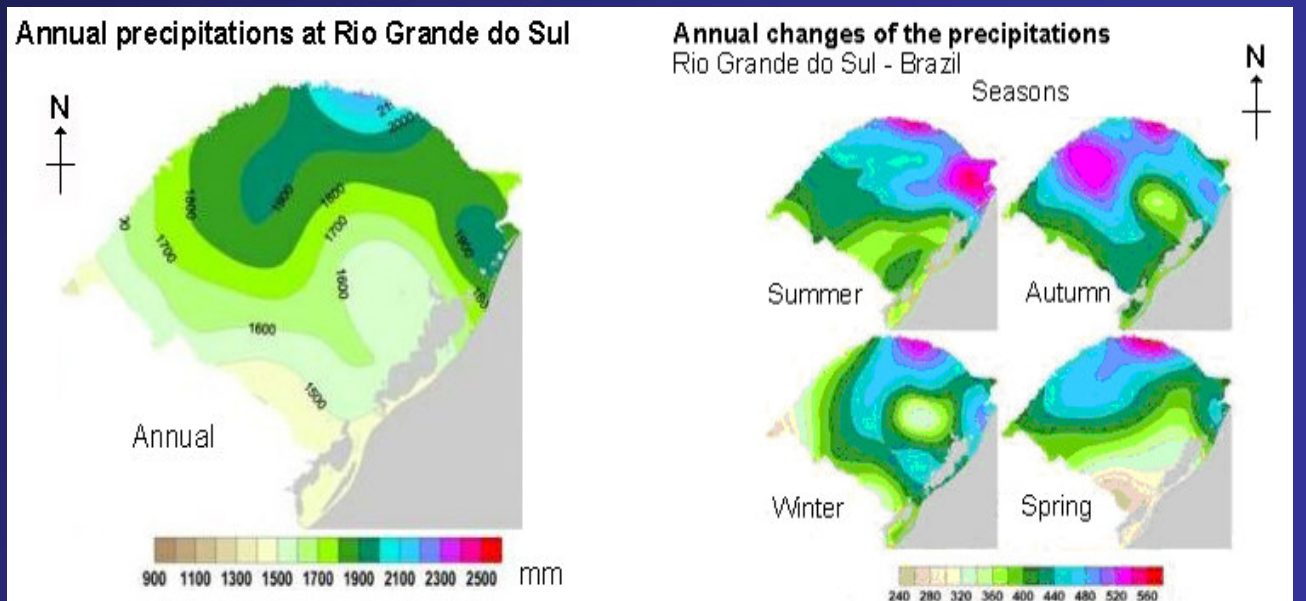 Annual precipitations at Rio Grande do Sul
N
2000
1900
1800
1800
1700
1700
1600
1900
1600
1500
Annual
900 1100 1300 1500 1700 1900 2100 2300 2500 mm
Annual changes of the precipitations
Rio Grande do Sul - Brazil
Seasons
N
Summer
Autumn
Winter
Spring
240 280 320 360 400 440 480 520 560